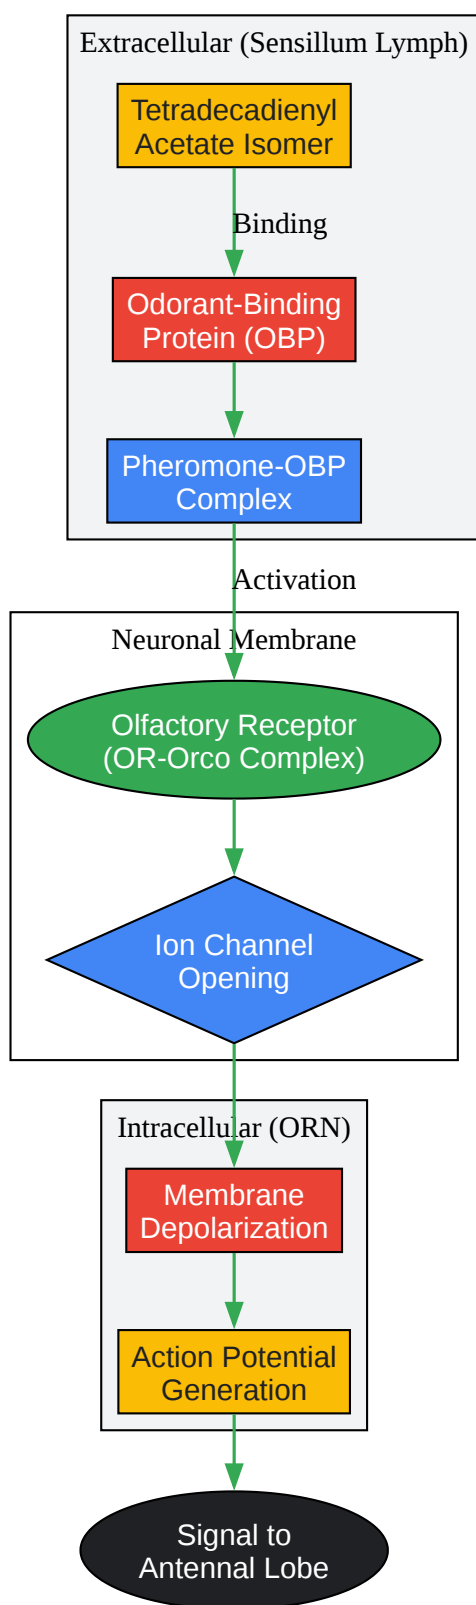 Extracellular (Sensillum Lymph)
Tetradecadienyl
Acetate Isomer
Binding
Odorant-Binding
Protein (OBP)
Pheromone-OBP
Complex
Activation
Neuronal Membrane
Olfactory Receptor
(OR-Orco Complex)
Ion Channel
Opening
Intracellular (ORN)
Membrane
Depolarization
Action Potential
Generation
Signal to
Antennal Lobe